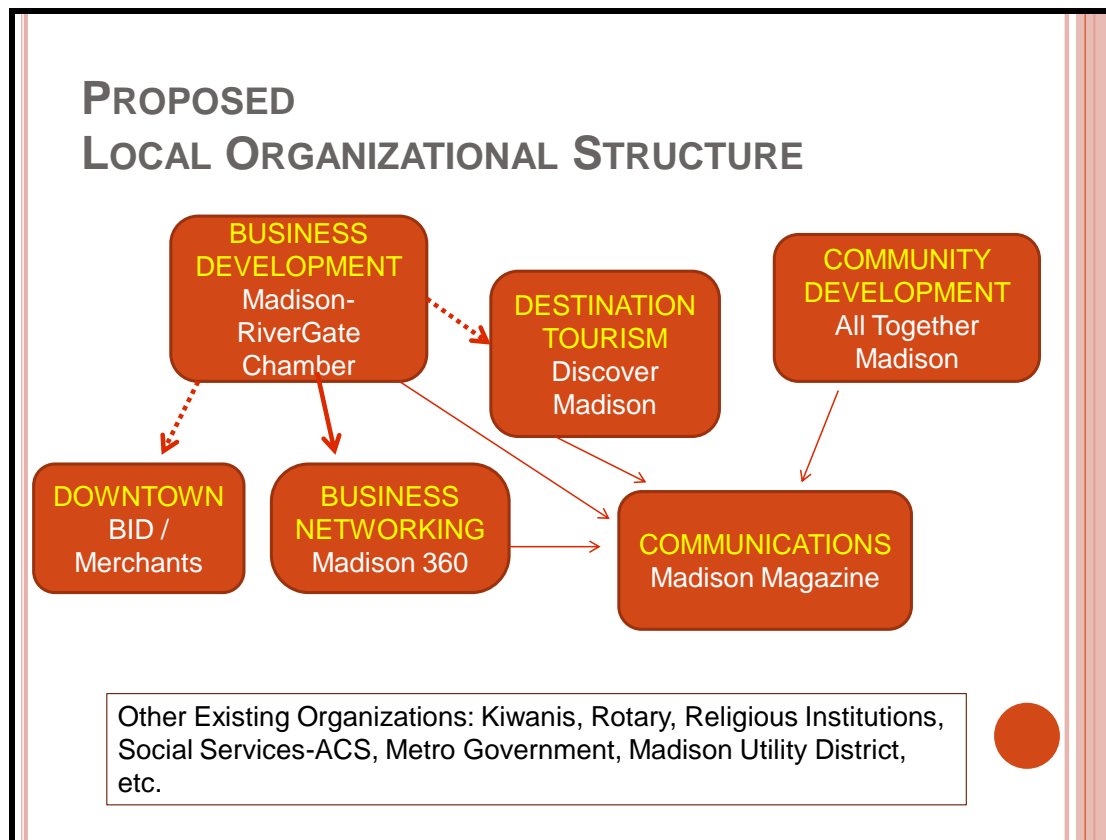 PROPOSED
LOCAL ORGANIZATIONAL STRUCTURE
BUSINESS
DEVELOPMENT
Madison-
RiverGate
Chamber
DESTINATION
TOURISM
Discover
Madison
COMMUNITY
DEVELOPMENT
All Together
Madison
DOWNTOWN
BID /
Merchants
BUSINESS
NETWORKING
Madison 360
COMMUNICATIONS
Madison Magazine
Other Existing Organizations: Kiwanis, Rotary, Religious Institutions,
Social Services-ACS, Metro Government, Madison Utility District,
etc.